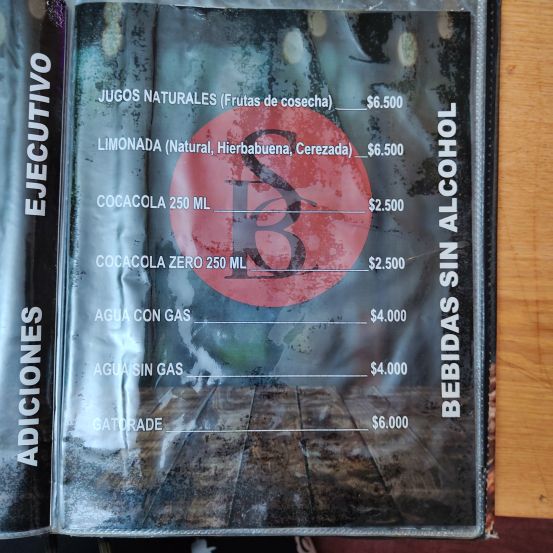 EJECUTIVO
ADICIONES
JUGOS NATURALES (Frutas de cosecha) $6.500
LIMONADA (Natural, Hierbabuena, Cerezada) $6.500
COCACOLA 250 ML $2.500
COCACOLA ZERO 250 ML $2.500
AGUA CON GAS $4.000
AGUA SIN GAS $4.000
GATORADE $6.000
BEBIDAS SIN ALCOHOL